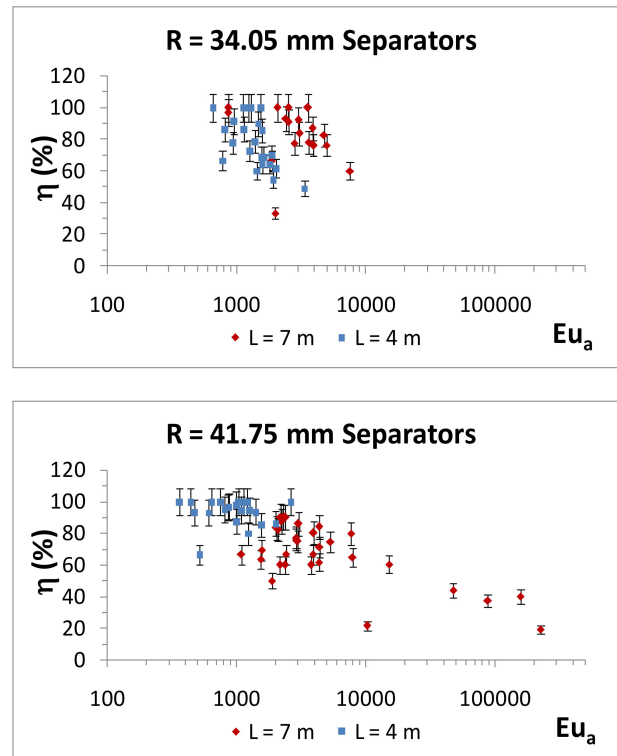 R = 34.05 mm Separators
120
100
80
60
40
20
0
η (%)
100 1000 10000 100000
L = 7 m L = 4 m
Eua
R = 41.75 mm Separators
120
100
80
60
40
20
0
η (%)
100 1000 10000 100000
L = 7 m L = 4 m
Eua